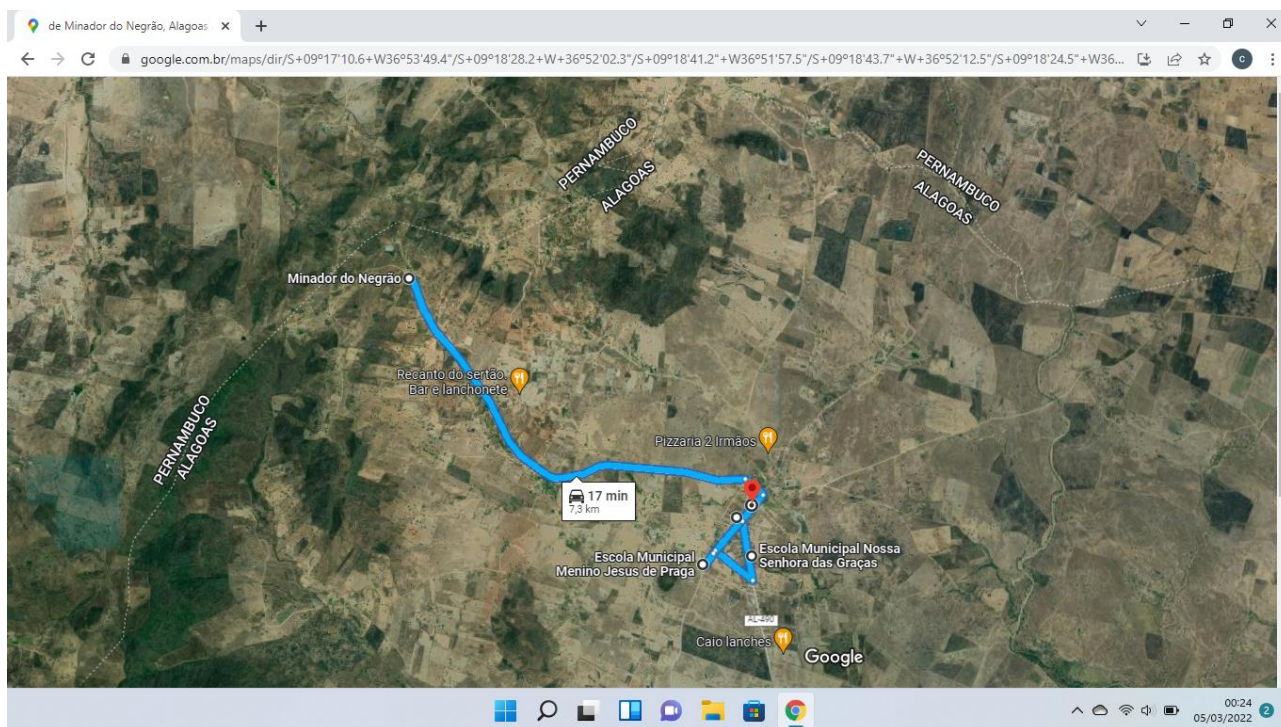 de Minador do Negrão, Alagoas
google.com.br/maps/dir/S+09°17'10.6+W36°53'49.4"/S+09°18'28.2+W+36°52'02.3"/S+09°18'41.2"+W36°51'57.5"/S+09°18'43.7"+W+36°52'12.5"/S+09°18'24.5"+W36...
C
PERNAMBUCO
ALAGOAS
PERNAMBUCO
ALAGOAS
Minador do Negrão
Recanto do sertão.
Bar e lanchonete
PERNAMBUCO
ALAGOAS
Pizzaria 2 Irmãos
17 min
7,3 km
Escola Municipal
Menino Jesus de Praga
Escola Municipal Nossa
Senhora das Graças
AL-490
Caio lanches
Google
00:24
05/03/2022
2